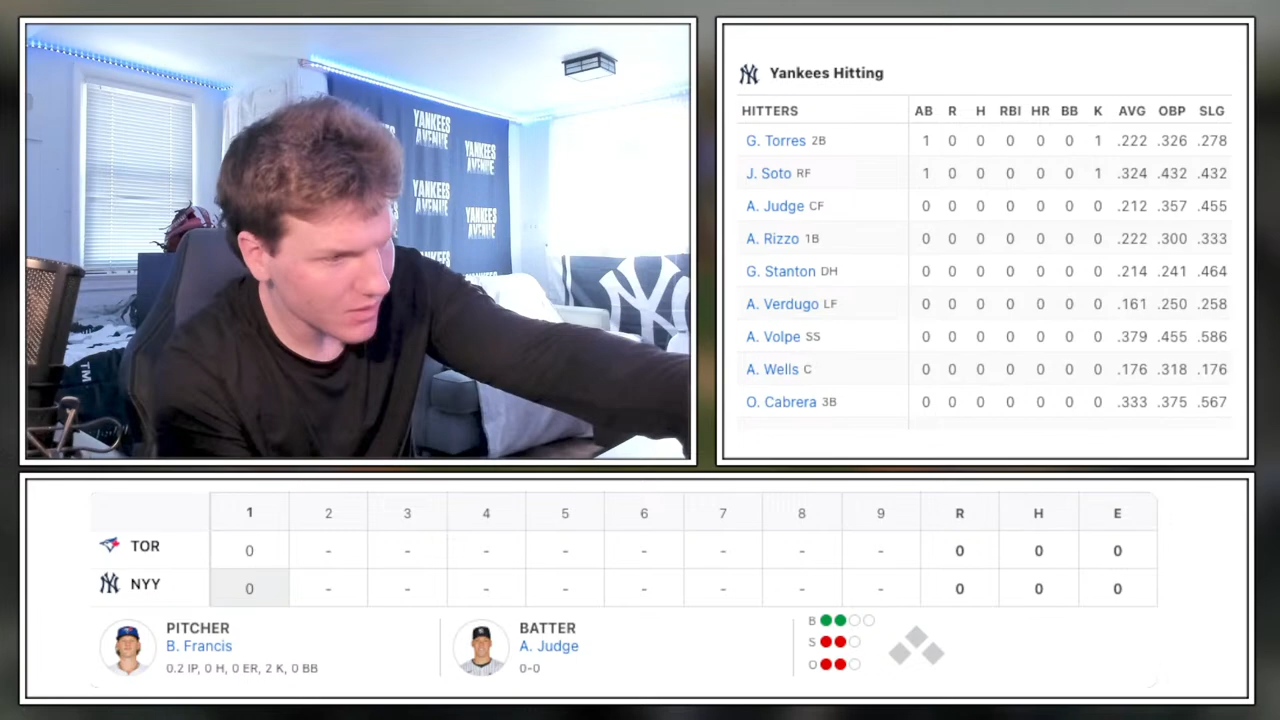 YANKEES
AVENUE
YANKEES
AVENUE
YANKEES
AVENUE
YANKEES
AVENUE
YANKEES
NY
TM
NY Yankees Hitting
HITTERS AB R H RBI HR BB K AVG OBP SLG
G. Torres 2B 1 0 0 0 0 0 1 .222 .326 .278
J. Soto RF 1 0 0 0 0 0 1 .324 .432 .432
A. Judge CF 0 0 0 0 0 0 0 .212 .357 .455
A. Rizzo 1B 0 0 0 0 0 0 0 .222 .300 .333
G. Stanton DH 0 0 0 0 0 0 0 .214 .241 .464
A. Verdugo LF 0 0 0 0 0 0 0 .161 .250 .258
A. Volpe SS 0 0 0 0 0 0 0 .379 .455 .586
A. Wells C 0 0 0 0 0 0 0 .176 .318 .176
O. Cabrera 3B 0 0 0 0 0 0 0 .333 .375 .567
1 2 3 4 5 6 7 8 9 R H E
TOR 0 - - - - - - - - 0 0 0
NY NYY 0 - - - - - - - - 0 0 0
PITCHER
B. Francis
0.2 IP, 0 H, 0 ER, 2 K, 0 BB
BATTER
A. Judge
0-0
B
S
O